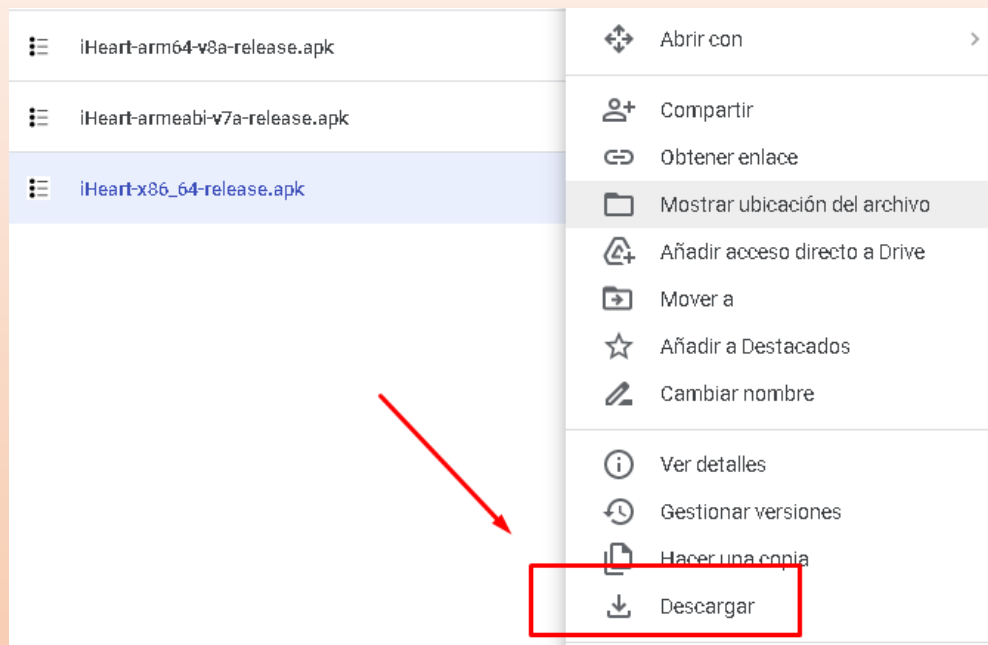 iHeart-arm64-v8a-release.apk
iHeart-armeabi-v7a-release.apk
iHeart-x86_64-release.apk
Abrir con
Compartir
Obtener enlace
Mostrar ubicación del archivo
Añadir acceso directo a Drive
Mover a
Añadir a Destacados
Cambiar nombre
Ver detalles
Gestionar versiones
Hacer una copia
Descargar